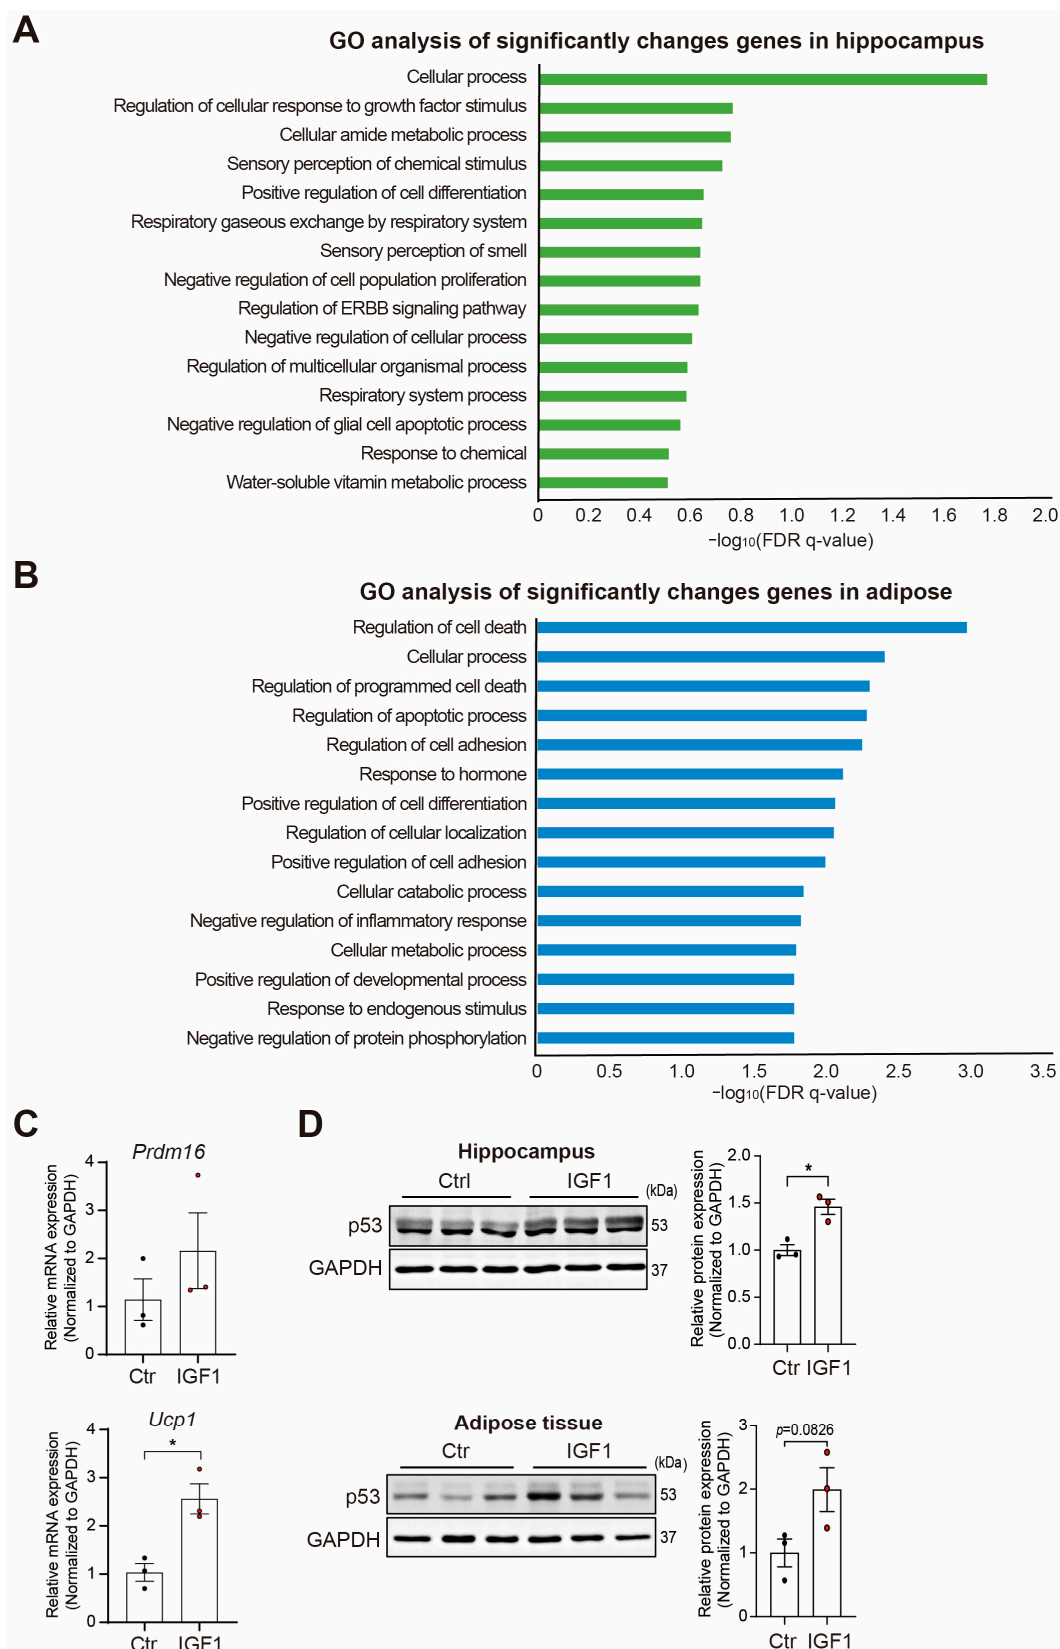 A
GO analysis of significantly changes genes in hippocampus
Cellular process
Regulation of cellular response to growth factor stimulus
Cellular amide metabolic process
Sensory perception of chemical stimulus
Positive regulation of cell differentiation
Respiratory gaseous exchange by respiratory system
Sensory perception of smell
Negative regulation of cell population proliferation
Regulation of ERBB signaling pathway
Negative regulation of cellular process
Regulation of multicellular organismal process
Respiratory system process
Negative regulation of glial cell apoptotic process
Response to chemical
Water-soluble vitamin metabolic process
0 0.2 0.4 0.6 0.8 1.0 1.2 1.4 1.6 1.8 2.0
−log₁₀(FDR q-value)
B
GO analysis of significantly changes genes in adipose
Regulation of cell death
Cellular process
Regulation of programmed cell death
Regulation of apoptotic process
Regulation of cell adhesion
Response to hormone
Positive regulation of cell differentiation
Regulation of cellular localization
Positive regulation of cell adhesion
Cellular catabolic process
Negative regulation of inflammatory response
Cellular metabolic process
Positive regulation of developmental process
Response to endogenous stimulus
Negative regulation of protein phosphorylation
0 0.5 1.0 1.5 2.0 2.5 3.0 3.5
−log₁₀(FDR q-value)
C
Prdm16
Relative mRNA expression
(Normalized to GAPDH)
4
3
2
1
0
Ctr IGF1
Ucp1
Relative mRNA expression
(Normalized to GAPDH)
4
3
2
1
0
*
Ctr IGF1
D
Hippocampus
Ctrl IGF1
(kDa)
p53 53
GAPDH 37
Relative protein expression
(Normalized to GAPDH)
2.0
1.5
1.0
0.5
0.0
*
Ctr IGF1
Adipose tissue
Ctr IGF1
(kDa)
p53 53
GAPDH 37
Relative protein expression
(Normalized to GAPDH)
3
2
1
0
p=0.0826
Ctr IGF1